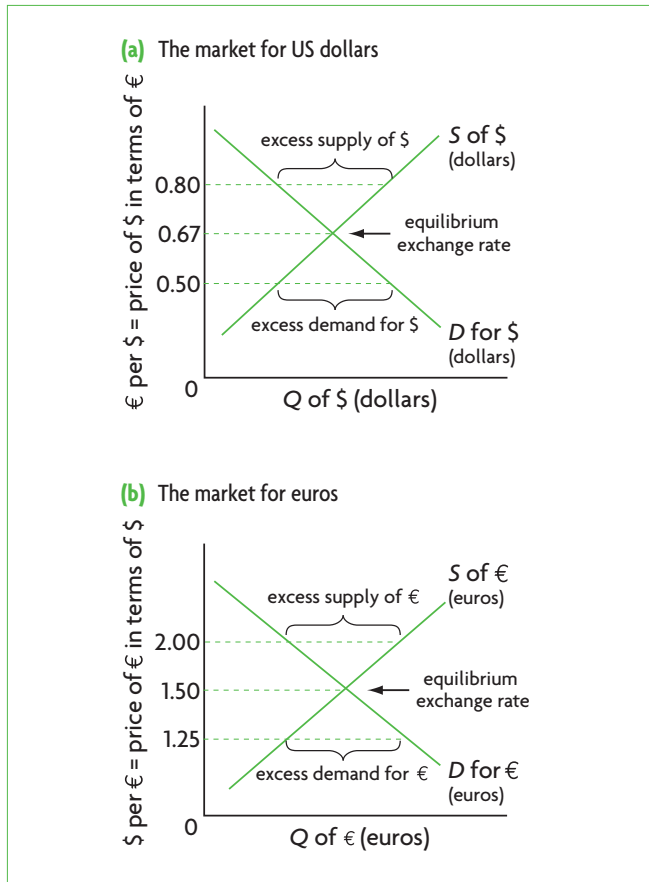 (a) The market for US dollars
€ per $ = price of $ in terms of €
excess supply of $
S of $
(dollars)
0.80
0.67
equilibrium
exchange rate
0.50
excess demand for $
D for $
(dollars)
0
Q of $ (dollars)
(b) The market for euros
$ per € = price of € in terms of $
excess supply of €
S of €
(euros)
2.00
1.50
equilibrium
exchange rate
1.25
excess demand for €
D for €
(euros)
0
Q of € (euros)